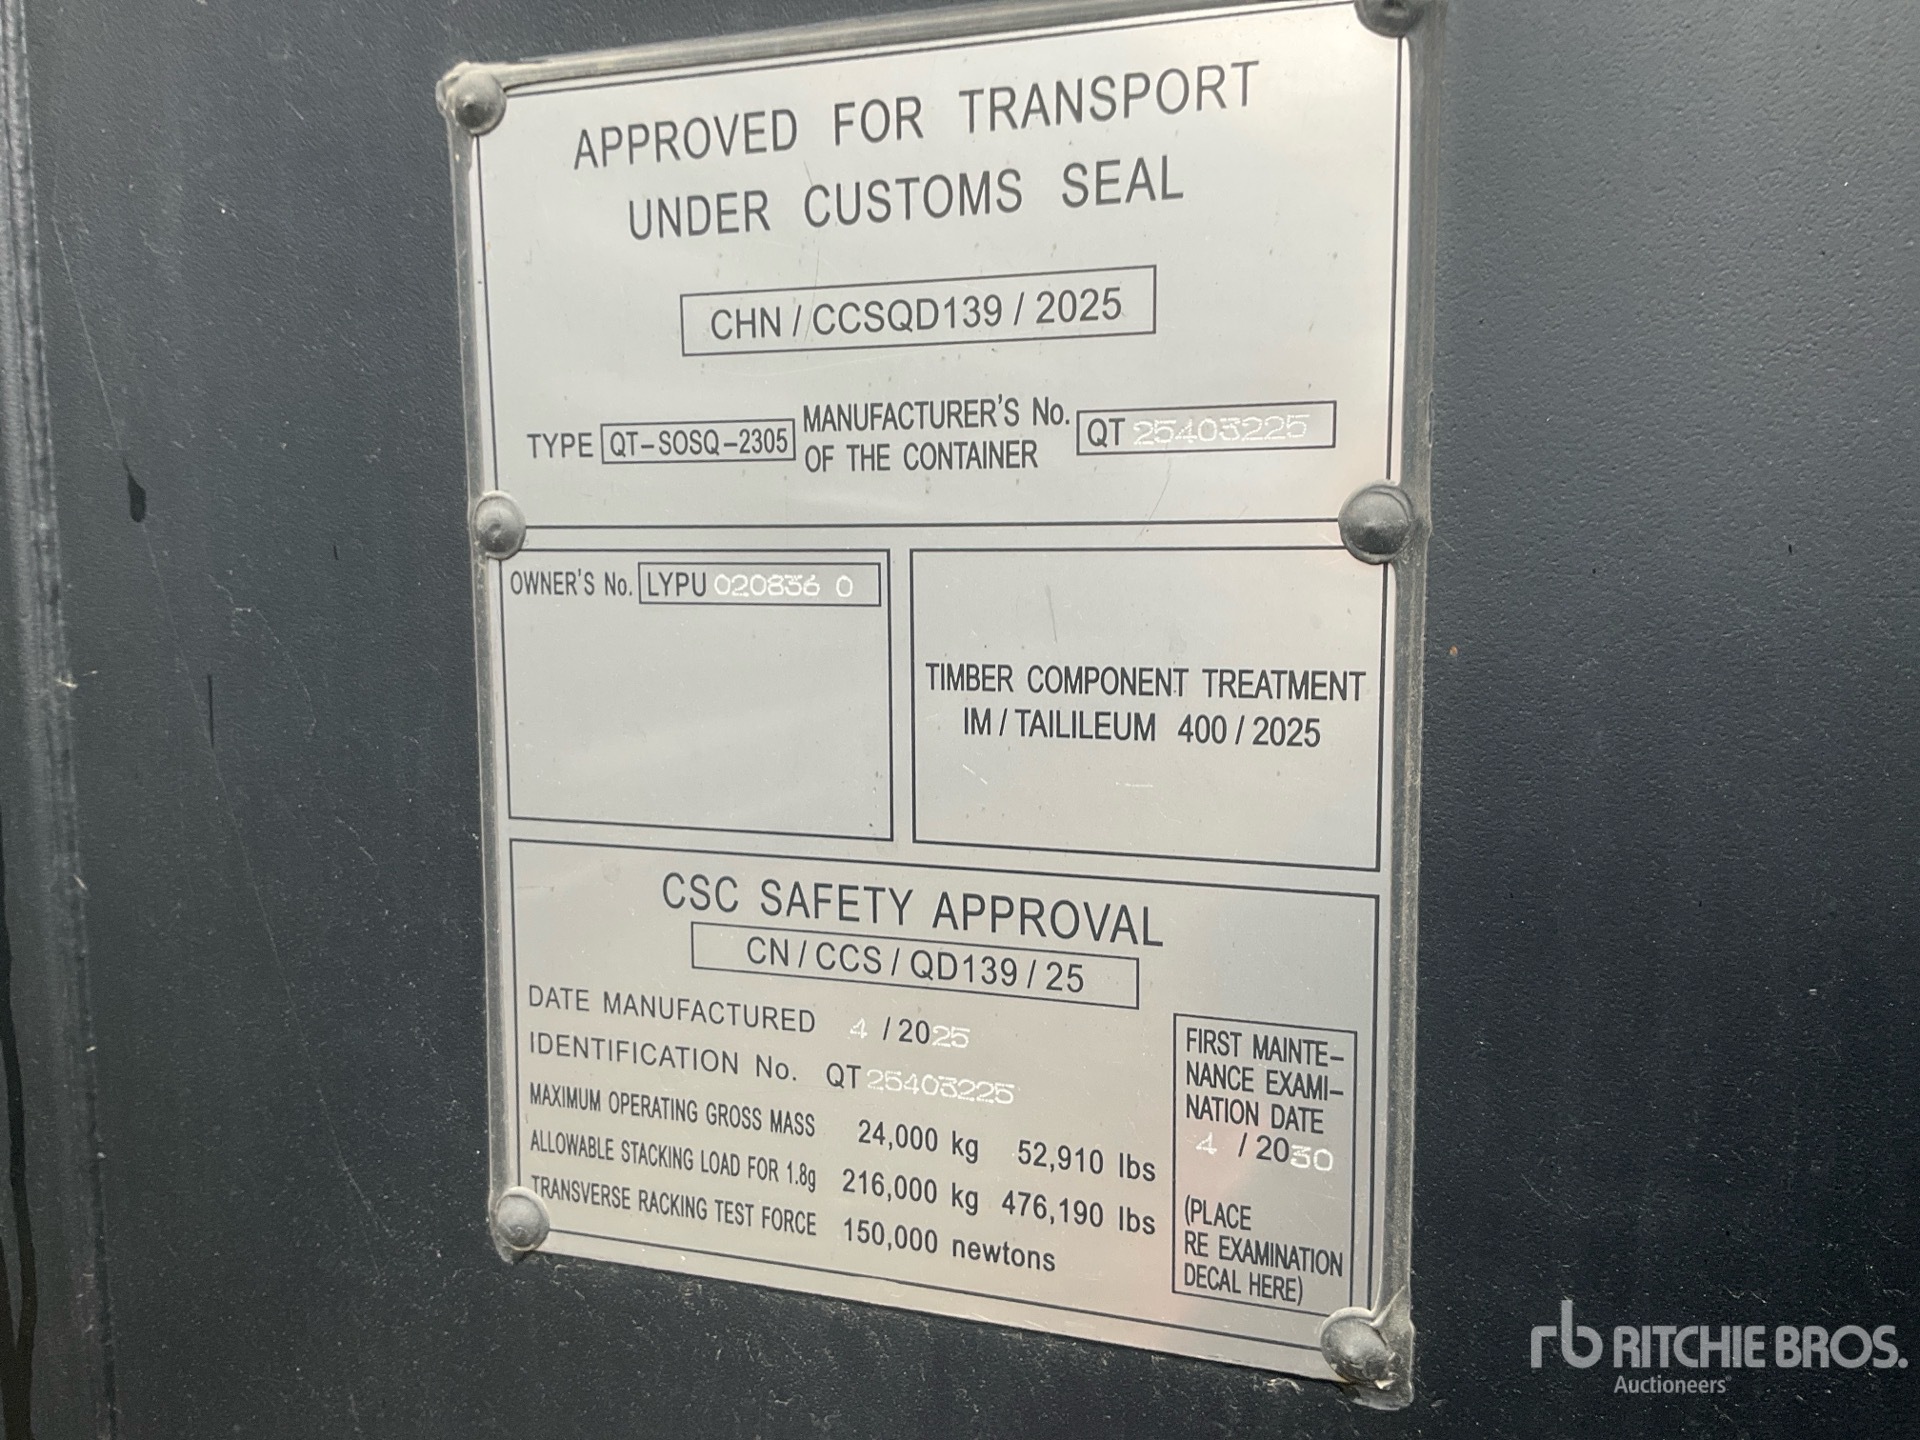 APPROVED FOR TRANSPORT
UNDER CUSTOMS SEAL
CHN / CCSQD139 / 2025
TYPE QT-SOSQ-2305 MANUFACTURER'S No. OF THE CONTAINER QT 25403225
OWNER'S No. LYPU 020836 0
TIMBER COMPONENT TREATMENT
IM / TAILILEUM 400 / 2025
CSC SAFETY APPROVAL
CN / CCS / QD139 / 25
DATE MANUFACTURED 4 / 2025
IDENTIFICATION No. QT 25403225
MAXIMUM OPERATING GROSS MASS 24,000 kg 52,910 lbs
ALLOWABLE STACKING LOAD FOR 1.8g 216,000 kg 476,190 lbs
TRANSVERSE RACKING TEST FORCE 150,000 newtons
FIRST MAINTE-
NANCE EXAMI-
NATION DATE
4 / 2030
(PLACE
RE EXAMINATION
DECAL HERE)
rb RITCHIE BROS.
Auctioneers